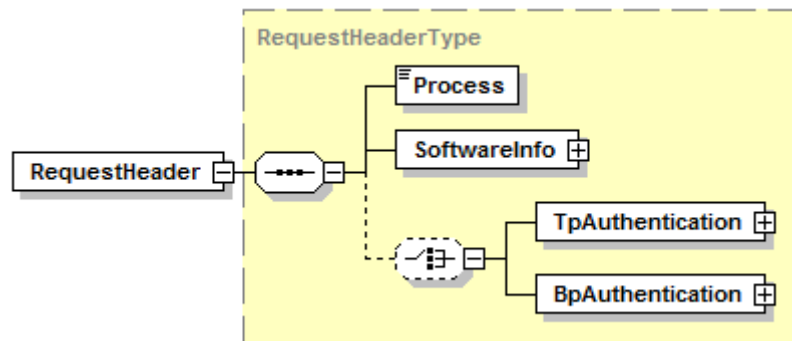 RequestHeaderType
Process
SoftwareInfo
RequestHeader
TpAuthentication
BpAuthentication